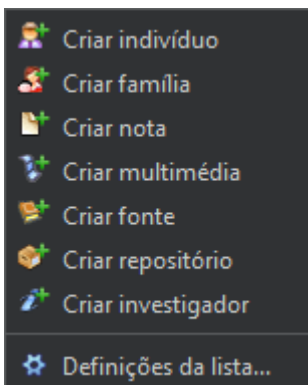 Criar indivíduo
Criar família
Criar nota
Criar multimédia
Criar fonte
Criar repositório
Criar investigador
Definições da lista...